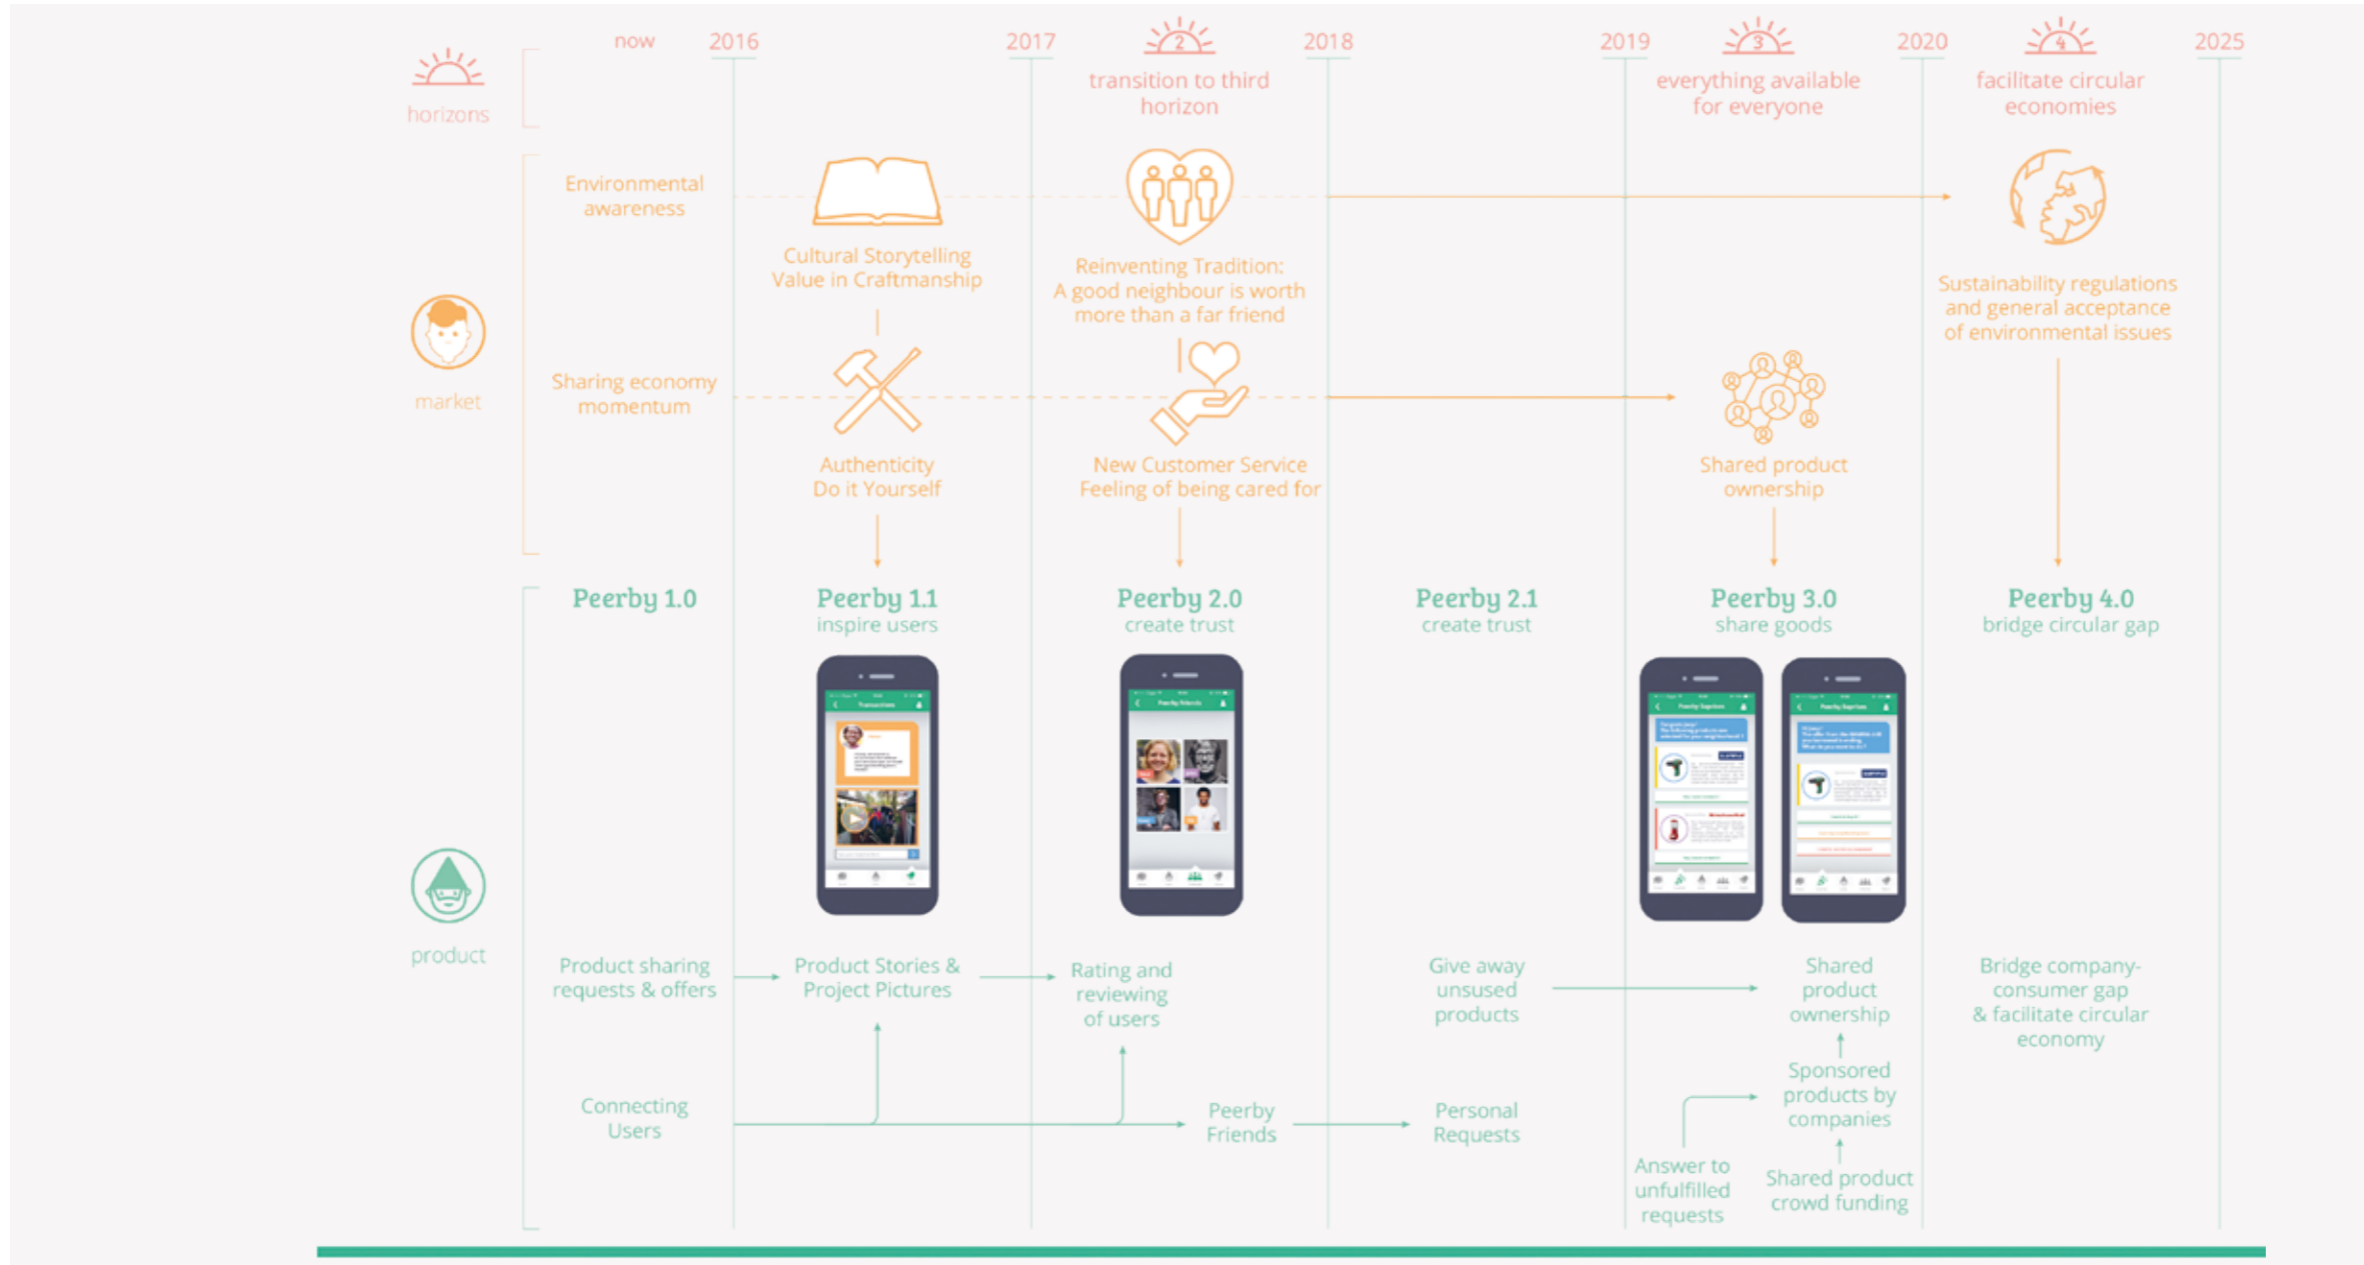 now
2016
2017
2
2018
2019
3
2020
4
2025
horizons
transition to third
horizon
everything available
for everyone
facilitate circular
economies
market
Environmental
awareness
Cultural Storytelling
Value in Craftmanship
Reinventing Tradition:
A good neighbour is worth
more than a far friend
Sustainability regulations
and general acceptance
of environmental issues
Sharing economy
momentum
Authenticity
Do it Yourself
New Customer Service
Feeling of being cared for
Shared product
ownership
Peerby 1.0
Peerby 1.1
inspire users
Peerby 2.0
create trust
Peerby 2.1
create trust
Peerby 3.0
share goods
Peerby 4.0
bridge circular gap
Transactions
Peerby Friends
product
Product sharing
requests & offers
Product Stories &
Project Pictures
Rating and
reviewing
of users
Give away
unsused
products
Shared
product
ownership
Bridge company-
consumer gap
& facilitate circular
economy
Connecting
Users
Peerby
Friends
Personal
Requests
Sponsored
products by
companies
Answer to
unfulfilled
requests
Shared product
crowd funding